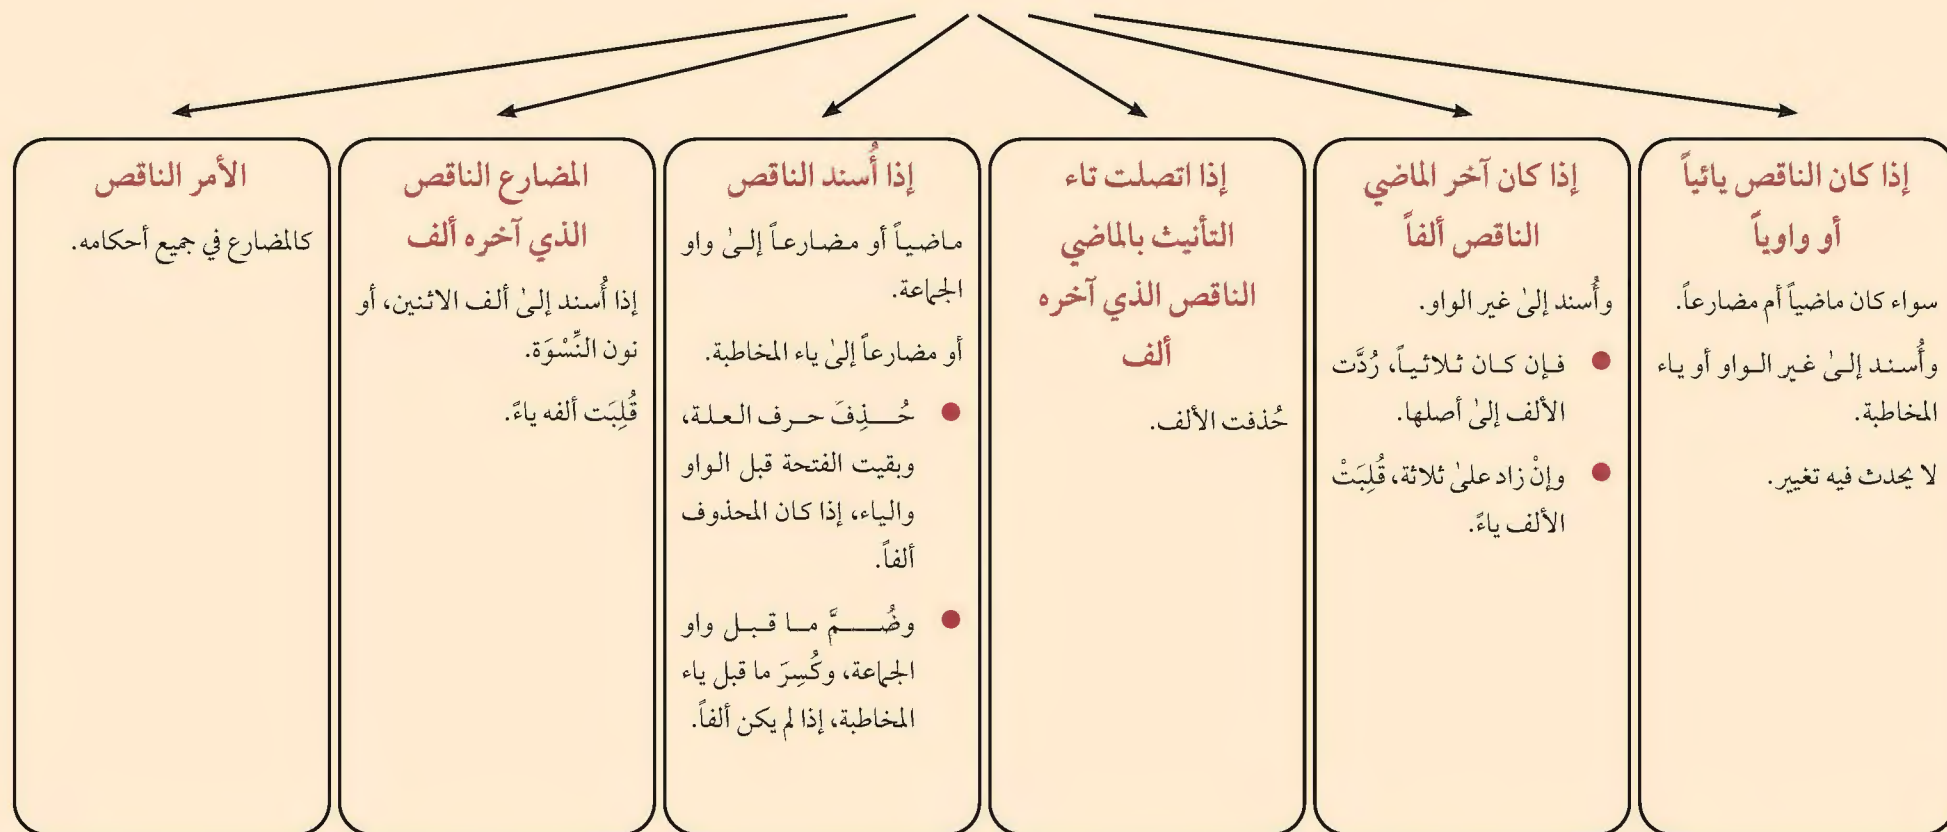 إذا كان الناقص يائياً
أو واوياً
سواء كان ماضياً أم مضارعاً.
وأُسند إلىٰ غير الواو أو ياء
المخاطبة.
لا يحدث فيه تغيير.
إذا كان آخر الماضي
الناقص ألفاً
وأُسند إلىٰ غير الواو.
● فإن كان ثلاثياً، رُدَّت
الألف إلىٰ أصلها.
● وإنْ زاد علىٰ ثلاثة، قُلِبَتْ
الألف ياءً.
إذا اتصلت تاء
التأنيث بالماضي
الناقص الذي آخره
ألف
حُذفت الألف.
إذا أُسند الناقص
ماضياً أو مضارعاً إلىٰ واو
الجماعة.
أو مضارعاً إلىٰ ياء المخاطبة.
● حُذِفَ حرف العلة،
وبقيت الفتحة قبل الواو
والياء، إذا كان المحذوف
ألفاً.
● وضُمَّ ما قبل واو
الجماعة، وكُسِرَ ما قبل ياء
المخاطبة، إذا لم يكن ألفاً.
المضارع الناقص
الذي آخره ألف
إذا أُسند إلىٰ ألف الاثنين، أو
نون النِّسْوَة.
قُلِبَت ألفه ياءً.
الأمر الناقص
كالمضارع في جميع أحكامه.